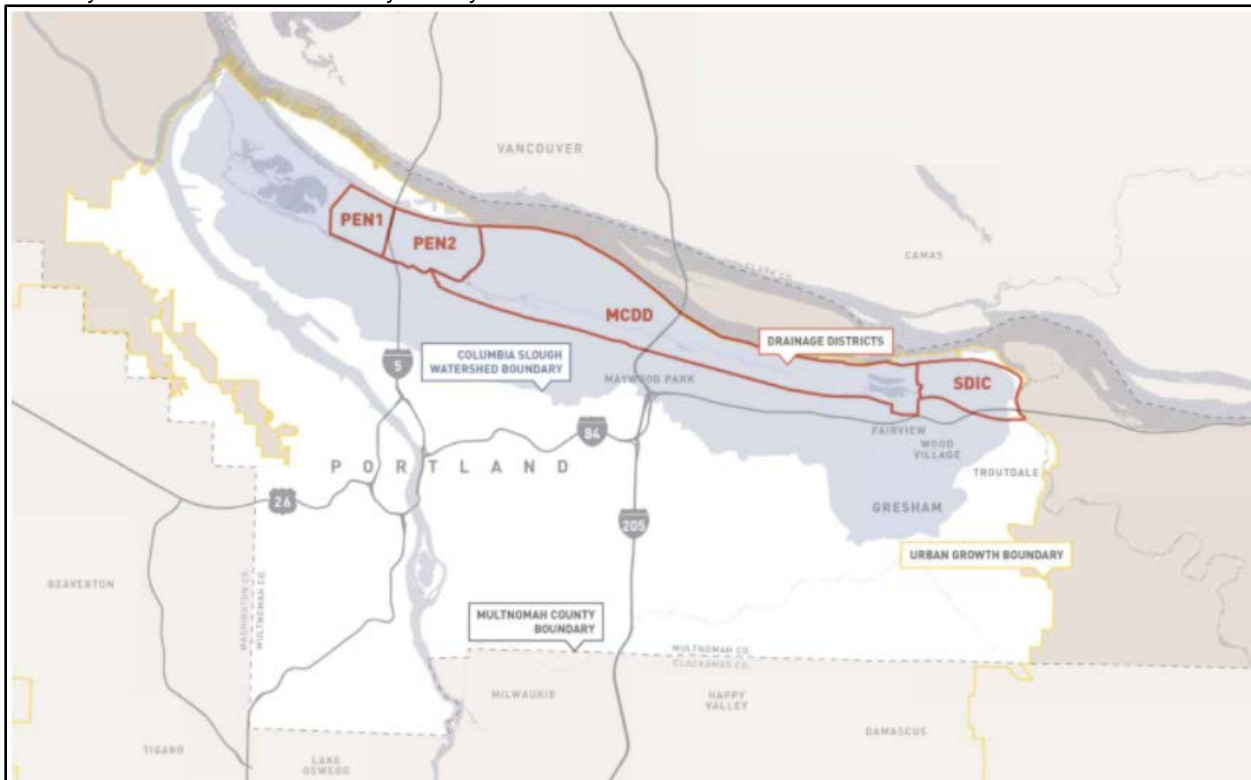 VANCOUVER
PEN1
PEN2
CLARK CO.
CAMAS
MCDD
DRAINAGE DISTRICTS
COLUMBIA SLOUGH
WATERSHED BOUNDARY
5
MAYWOOD PARK
SDIC
84
FAIRVIEW
WOOD
VILLAGE
TROUTDALE
PORTLAND
26
205
GRESHAM
URBAN GROWTH BOUNDARY
BEAVERTON
WASHINGTON CO.
MULTNOMAH CO.
MULTNOMAH COUNTY
BOUNDARY
MULTNOMAH CO.
CLACKAMAS CO.
MILWAUKIE
HAPPY
VALLEY
DAMASCUS
TIGARD
LAKE
OSWEGO